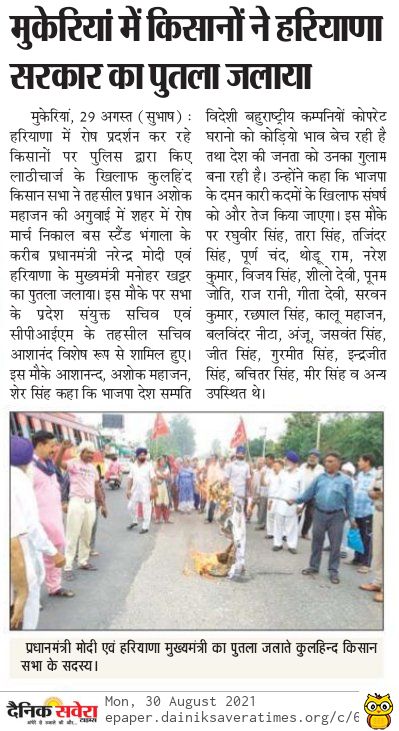 मुकेरियां में किसानों ने हरियाणा
सरकार का पुतला जलाया
मुकेरियां, 29 अगस्त (सुभाष) :
हरियाणा में रोष प्रदर्शन कर रहे
किसानों पर पुलिस द्वारा किए
लाठीचार्ज के खिलाफ कुलहिंद
किसान सभा ने तहसील प्रधान अशोक
महाजन की अगुवाई में शहर में रोष
मार्च निकाल बस स्टैंड भंगाला के
करीब प्रधानमंत्री नरेन्द्र मोदी एवं
हरियाणा के मुख्यमंत्री मनोहर खट्टर
का पुतला जलाया। इस मौके पर सभा
के प्रदेश संयुक्त सचिव एवं
सीपीआईएम के तहसील सचिव
आशानंद विशेष रूप से शामिल हुए।
इस मौके आशानन्द, अशोक महाजन,
शेर सिंह कहा कि भाजपा देश सम्पति
विदेशी बहुराष्ट्रीय कम्पनियों कोपरेट
घरानो को कोड़ियो भाव बेच रही है
तथा देश की जनता को उनका गुलाम
बना रही है। उन्होंने कहा कि भाजपा
के दमन कारी कदमों के खिलाफ संघर्ष
को और तेज किया जाएगा। इस मौके
पर रघुवीर सिंह, तारा सिंह, तजिंदर
सिंह, पूर्ण चंद, थोडू राम, नरेश
कुमार, विजय सिंह, शीलो देवी, पूनम
जोति, राज रानी, गीता देवी, सरवन
कुमार, रछपाल सिंह, कालू महाजन,
बलविंदर नीटा, अंजू, जसवंत सिंह,
जीत सिंह, गुरमीत सिंह, इन्द्रजीत
सिंह, बचितर सिंह, मीर सिंह व अन्य
उपस्थित थे।
प्रधानमंत्री मोदी एवं हरियाणा मुख्यमंत्री का पुतला जलाते कुलहिन्द किसान
सभा के सदस्य।
दैनिक सवेरा
टाइम्स
Mon, 30 August 2021
epaper.dainiksaveratimes.org/c/6